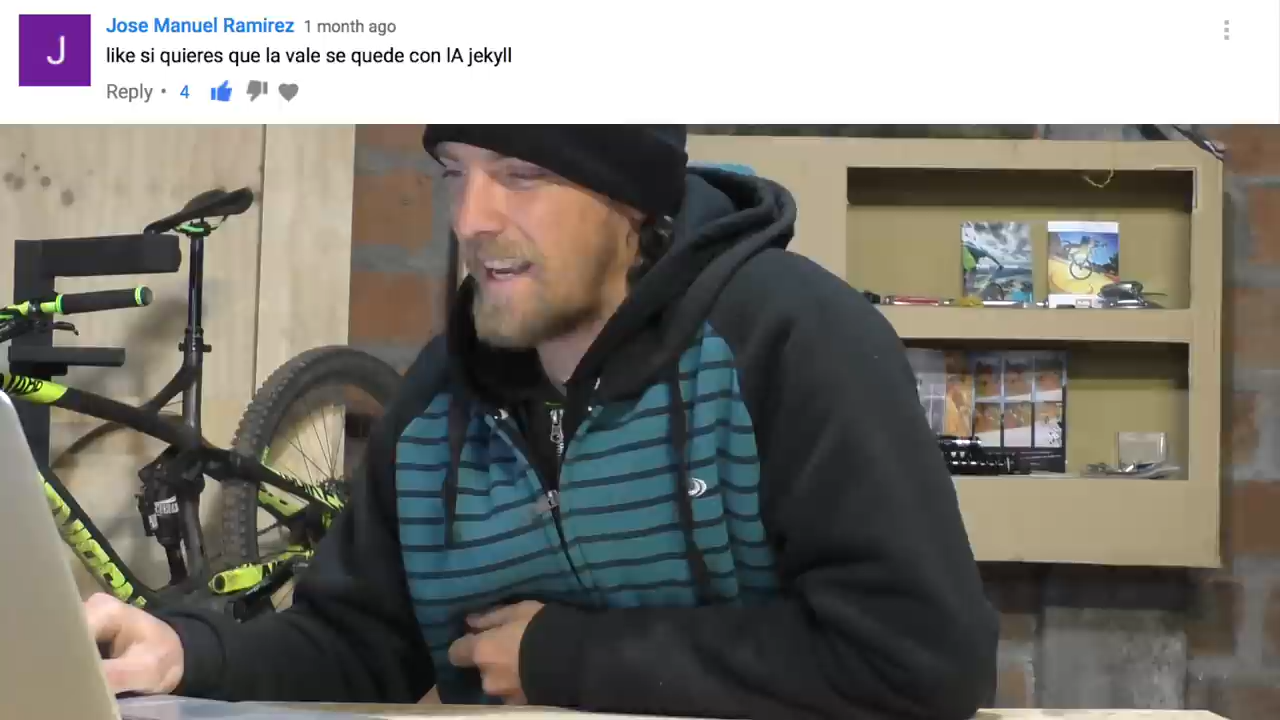 J
Jose Manuel Ramirez 1 month ago
like si quieres que la vale se quede con lA jekyll
Reply • 4